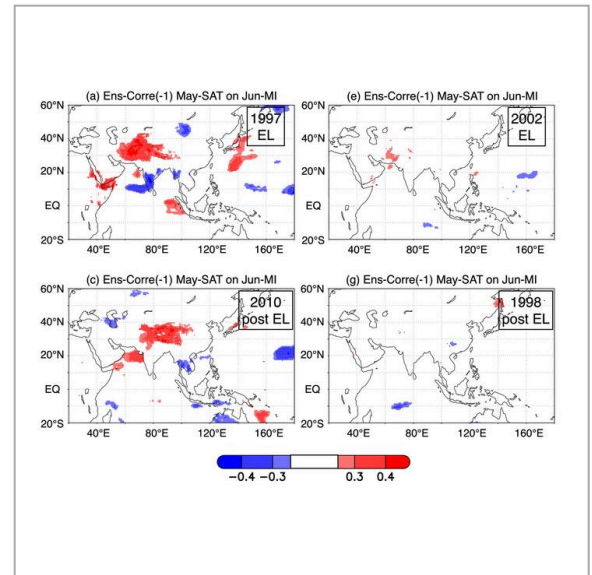 (a) Ens-Corre(-1) May-SAT on Jun-MI
60°N
40°N
20°N
EQ
20°S
40°E 80°E 120°E 160°E
1997
EL
(e) Ens-Corre(-1) May-SAT on Jun-MI
60°N
40°N
20°N
EQ
20°S
40°E 80°E 120°E 160°E
2002
EL
(c) Ens-Corre(-1) May-SAT on Jun-MI
60°N
40°N
20°N
EQ
20°S
40°E 80°E 120°E 160°E
2010
post EL
(g) Ens-Corre(-1) May-SAT on Jun-MI
60°N
40°N
20°N
EQ
20°S
40°E 80°E 120°E 160°E
1998
post EL
−0.4 −0.3 0.3 0.4